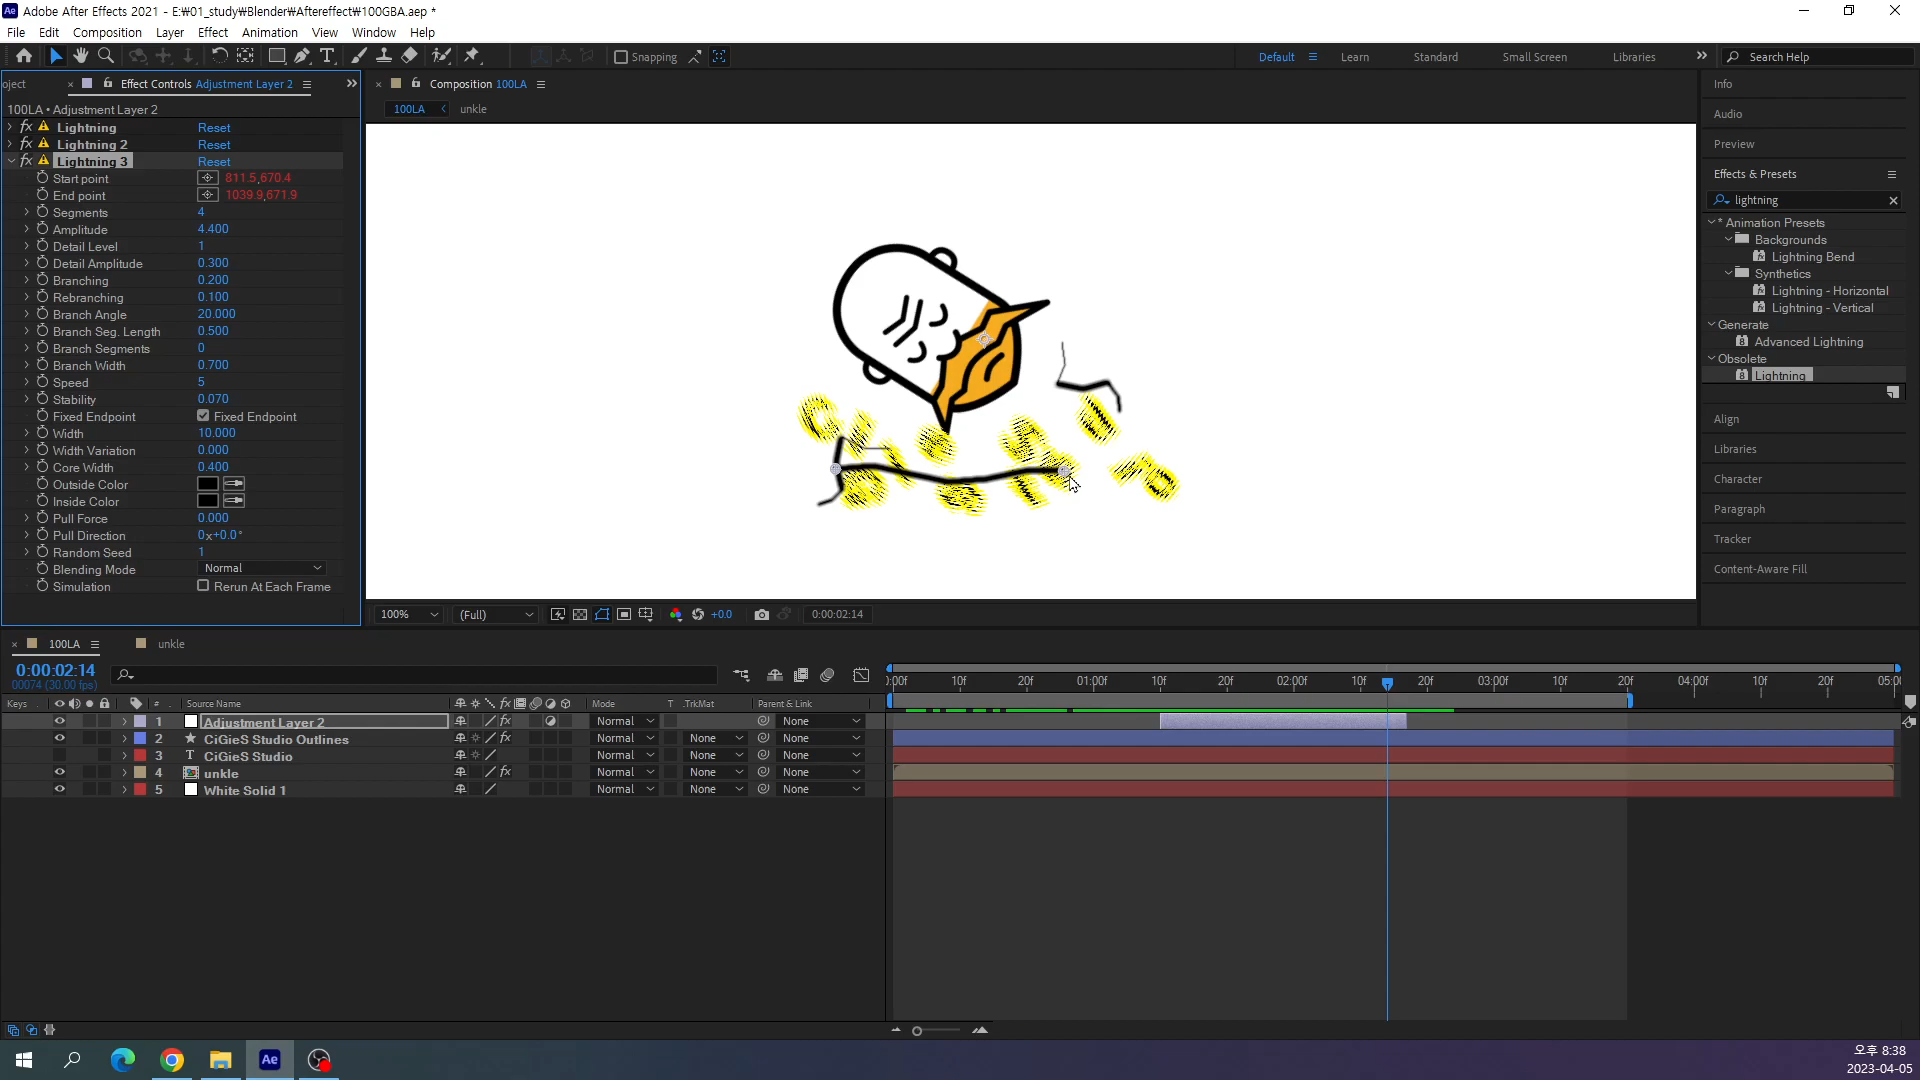 Ae Adobe After Effects 2021 - E:₩01_study₩Blender₩Aftereffect₩100GBA.aep *
File Edit Composition Layer Effect Animation View Window Help
Snapping Default Learn Standard Small Screen Libraries Search Help
oject Effect Controls Adjustment Layer 2 Composition 100LA
100LA • Adjustment Layer 2
100LA unkle
fx Lightning Reset
fx Lightning 2 Reset
fx Lightning 3 Reset
Start point 811.5,670.4
End point 1039.9,671.9
Segments 4
Amplitude 4.400
Detail Level 1
Detail Amplitude 0.300
Branching 0.200
Rebranching 0.100
Branch Angle 20.000
Branch Seg. Length 0.500
Branch Segments 0
Branch Width 0.700
Speed 5
Stability 0.070
Fixed Endpoint Fixed Endpoint
Width 10.000
Width Variation 0.000
Core Width 0.400
Outside Color
Inside Color
Pull Force 0.000
Pull Direction 0x+0.0°
Random Seed 1
Blending Mode Normal
Simulation Rerun At Each Frame
100% (Full) +0.0 0:00:02:14
Info
Audio
Preview
Effects & Presets
lightning
* Animation Presets
Backgrounds
Lightning Bend
Synthetics
Lightning - Horizontal
Lightning - Vertical
Generate
Advanced Lightning
Obsolete
Lightning
Align
Libraries
Character
Paragraph
Tracker
Content-Aware Fill
100LA unkle
0:00:02:14
00074 (30.00 fps)
):00f 10f 20f 01:00f 10f 20f 02:00f 10f 20f 03:00f 10f 20f 04:00f 10f 20f 05:00
Keys # Source Name fx Mode T .TrkMat Parent & Link
1 Adjustment Layer 2 fx Normal None
2 CiGieS Studio Outlines fx Normal None None
3 T CiGieS Studio Normal None None
4 unkle fx Normal None None
5 White Solid 1 Normal None None
Ae
오후 8:38
2023-04-05